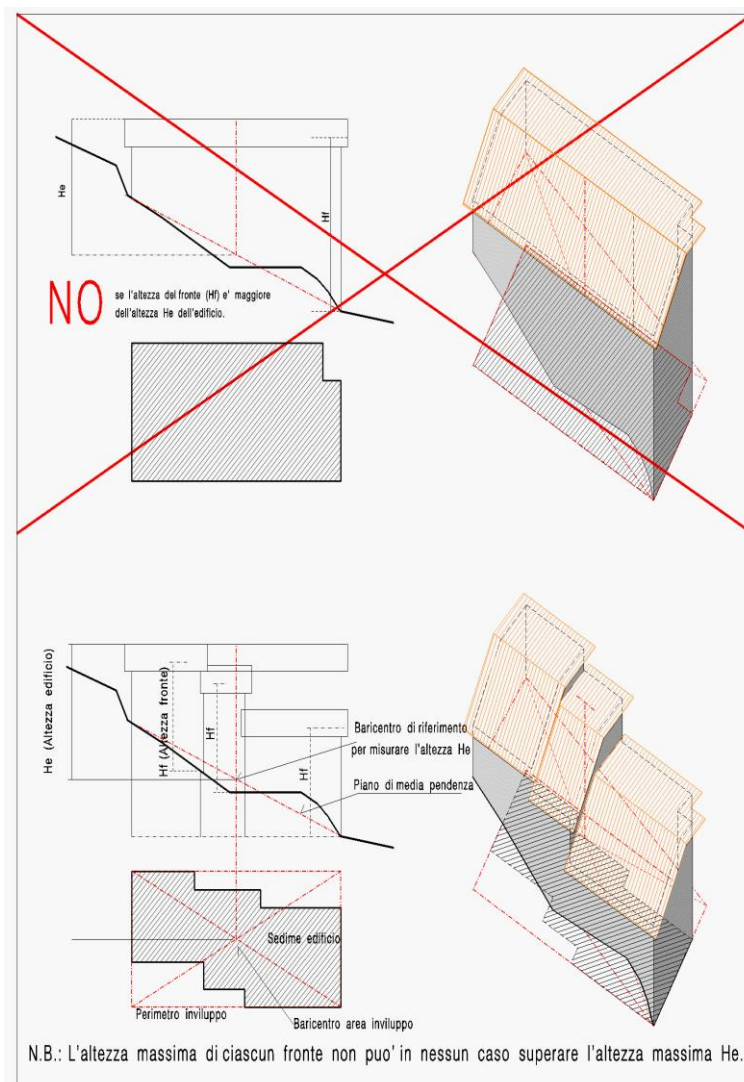 He
Hf
NO
se l'altezza del fronte (Hf) e' maggiore
dell'altezza He dell'edificio.
He (Altezza edificio)
Hf (Altezza fronte)
Hf
Hf
Baricentro di riferimento
per misurare l'altezza He
Piano di media pendenza
Sedime edificio
Perimetro inviluppo
Baricentro area inviluppo
N.B.: L'altezza massima di ciascun fronte non puo' in nessun caso superare l'altezza massima He.